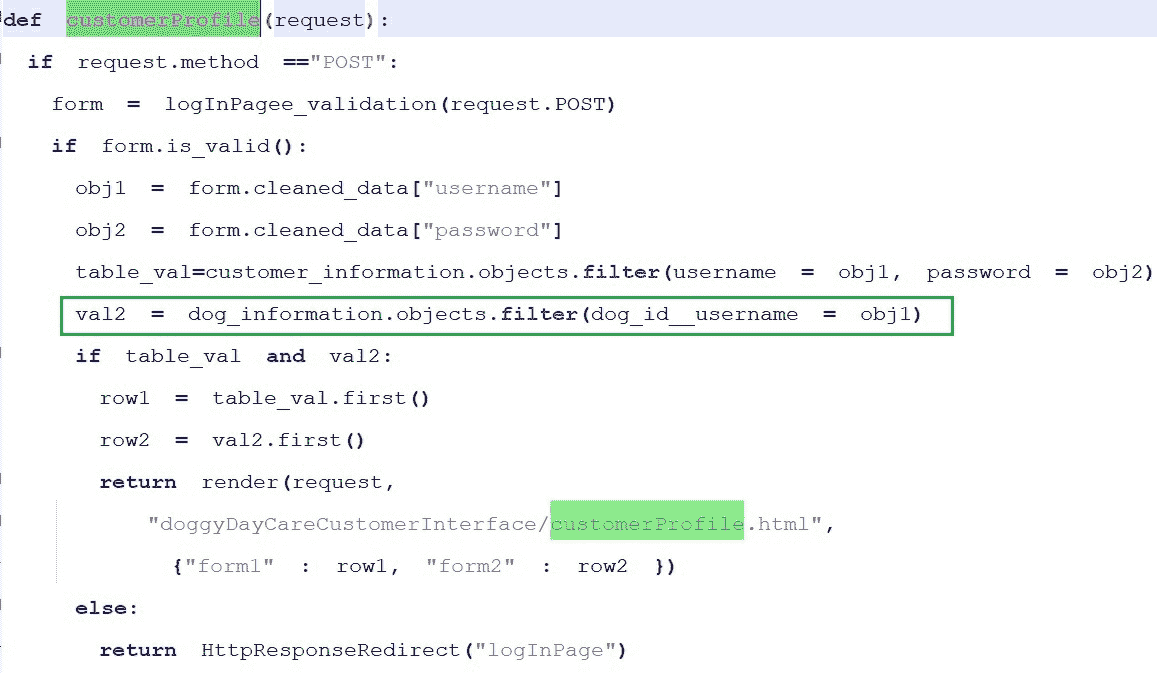 def customerProfile(request):
if request.method =="POST":
form = logInPagee_validation(request.POST)
if form.is_valid():
obj1 = form.cleaned_data["username"]
obj2 = form.cleaned_data["password"]
table_val=customer_information.objects.filter(username = obj1, password = obj2)
val2 = dog_information.objects.filter(dog_id__username = obj1)
if table_val and val2:
row1 = table_val.first()
row2 = val2.first()
return render(request,
"doggyDayCareCustomerInterface/customerProfile.html",
{"form1" : row1, "form2" : row2 })
else:
return HttpResponseRedirect("logInPage")